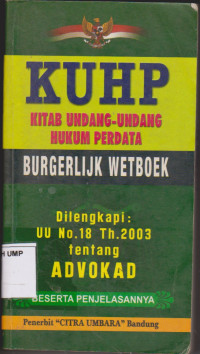 KUHP
KITAB UNDANG-UNDANG
HUKUM PERDATA
BURGERLIJK WETBOEK
Dilengkapi:
UU No.18 Th.2003
tentang
ADVOKAD
H UMP
BESERTA PENJELASANNYA
Penerbit "CITRA UMBARA" Bandung